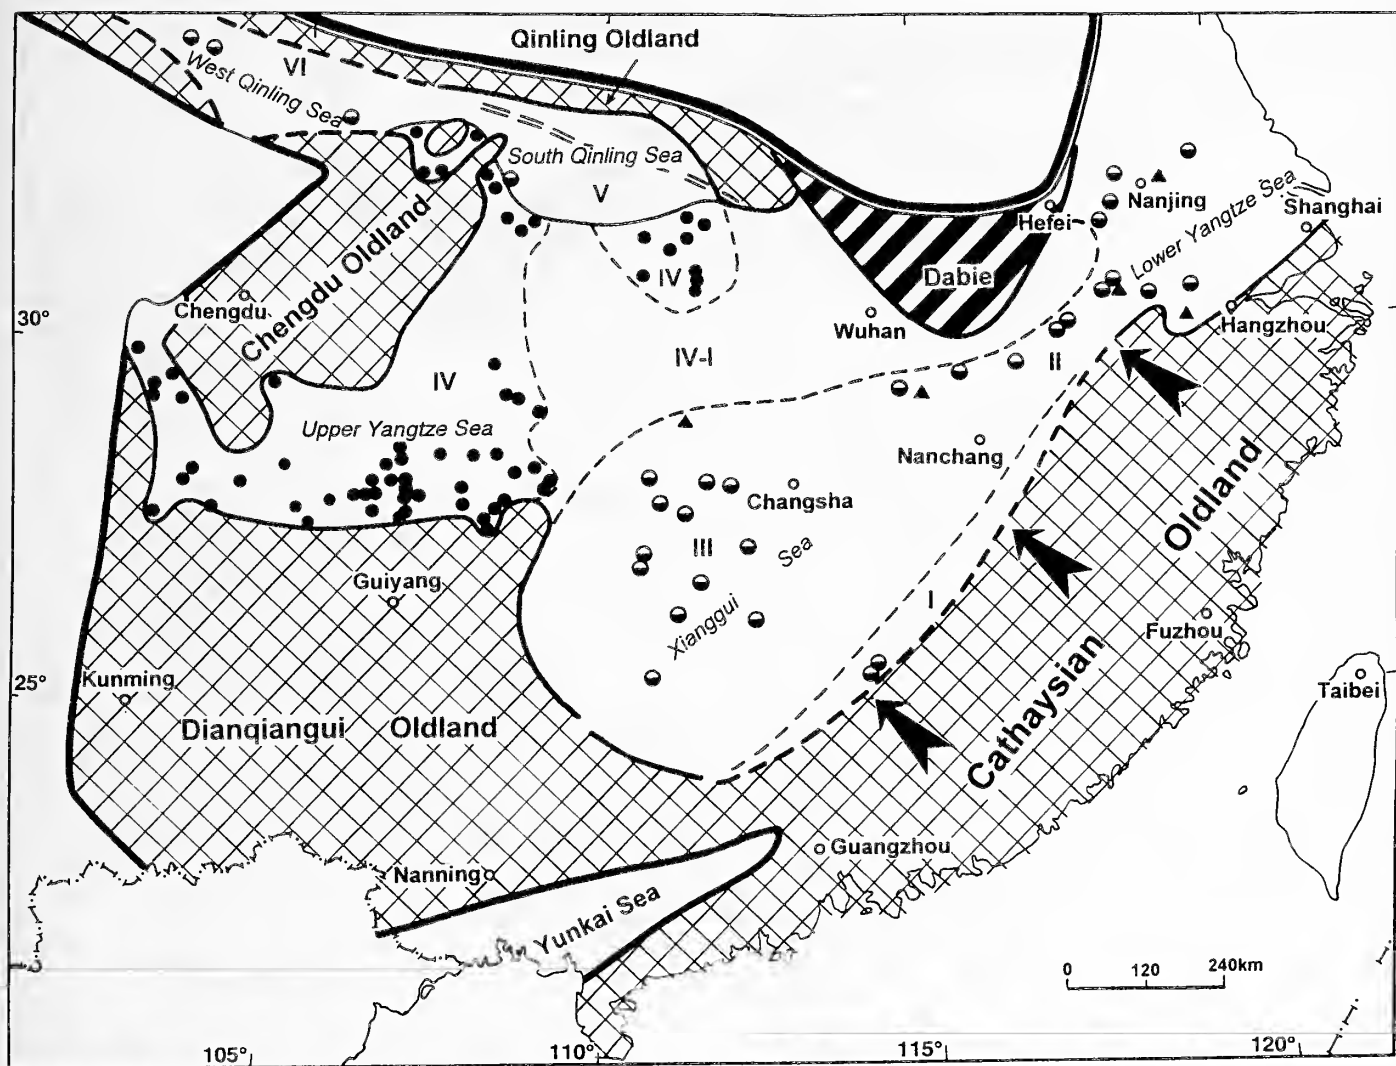 Qinling Oldland
VI
West Qinling Sea
South Qinling Sea
V
Nanjing
Shanghai
Hefei
Lower Yangtze Sea
Chengdu Oldland
IV
Dabie
Chengdu
30°
Wuhan
Hangzhou
IV-I
II
IV
Upper Yangtze Sea
Nanchang
Changsha
Oldland
III
Xianggui Sea
Guiyang
I
Fuzhou
Kunming
25°
Taibei
Dianqiangui Oldland
Cathaysian
Guangzhou
Nanning
Yunkai Sea
0 120 240km
105° 110° 115° 120°